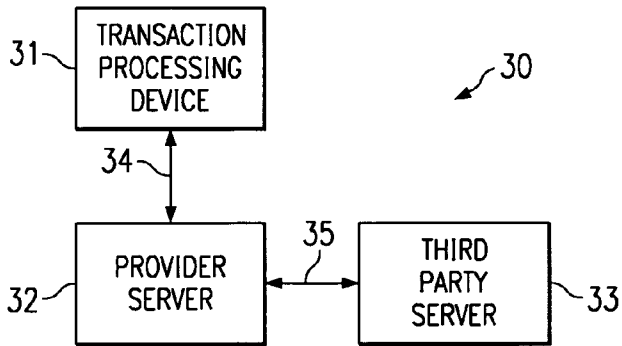 31
TRANSACTION
PROCESSING
DEVICE
30
34
32
PROVIDER
SERVER
35
THIRD
PARTY
SERVER
33